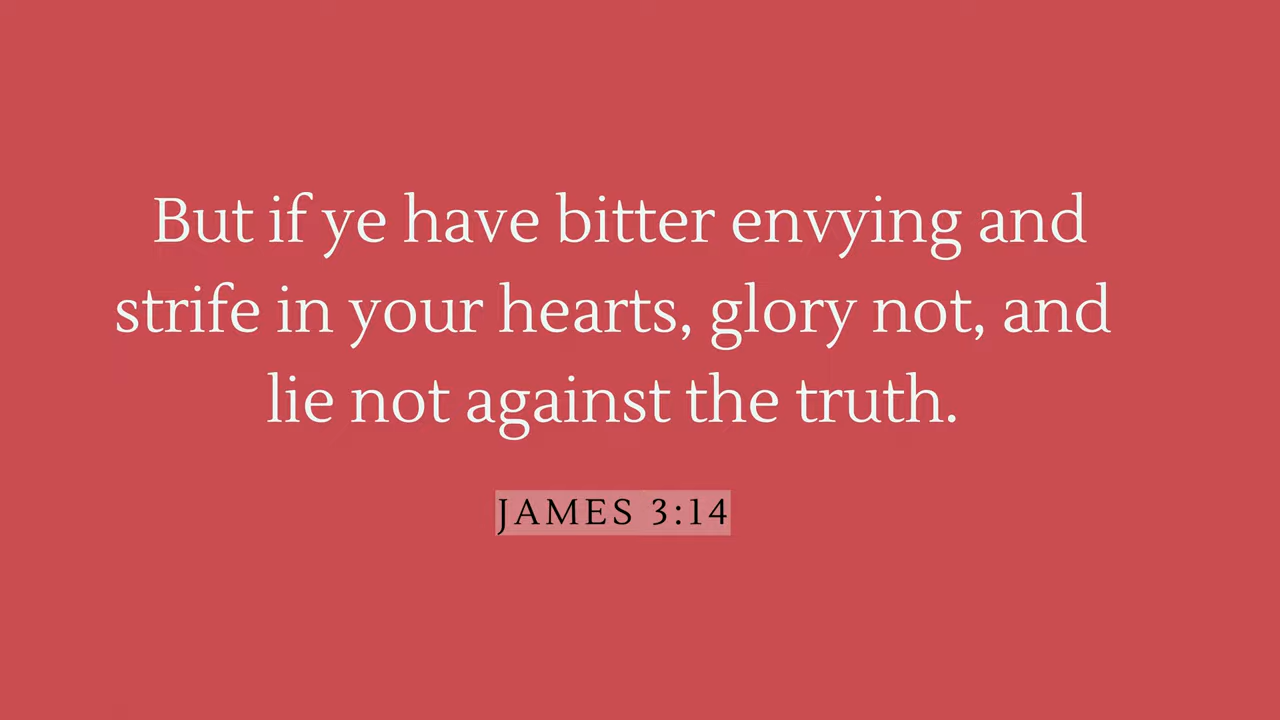 But if ye have bitter envying and
strife in your hearts, glory not, and
lie not against the truth.
JAMES 3:14